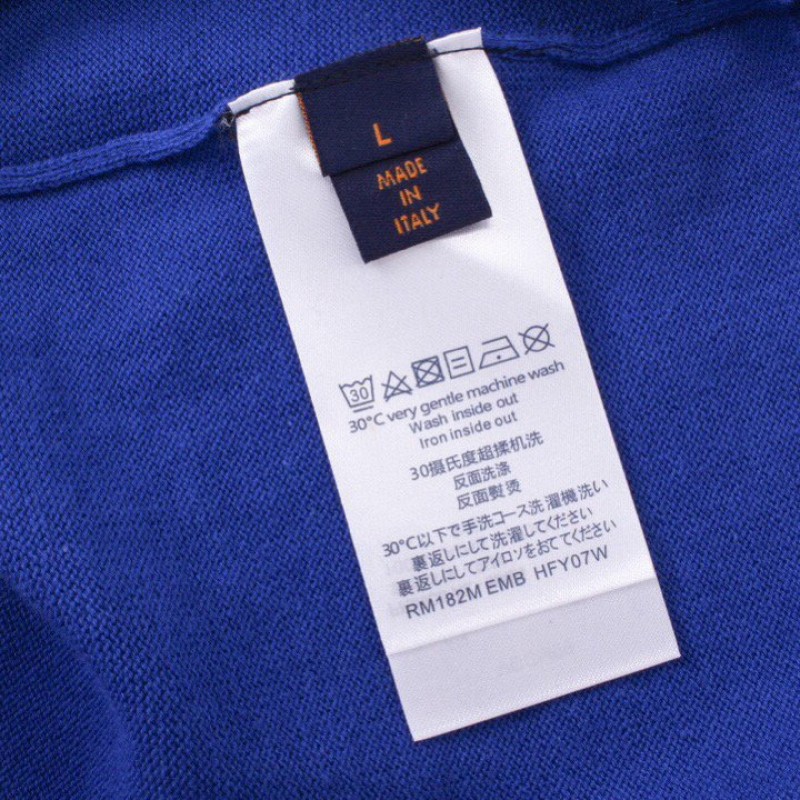 L
MADE
IN
ITALY
30
30°C very gentle machine wash
Wash inside out
Iron inside out
30摄氏度超揉机洗
反面洗涤
反面熨烫
30℃以下で手洗コース洗濯機洗い
裏返しにして洗濯してください
裏返しにしてアイロンをおててください
RM182M EMB HFY07W